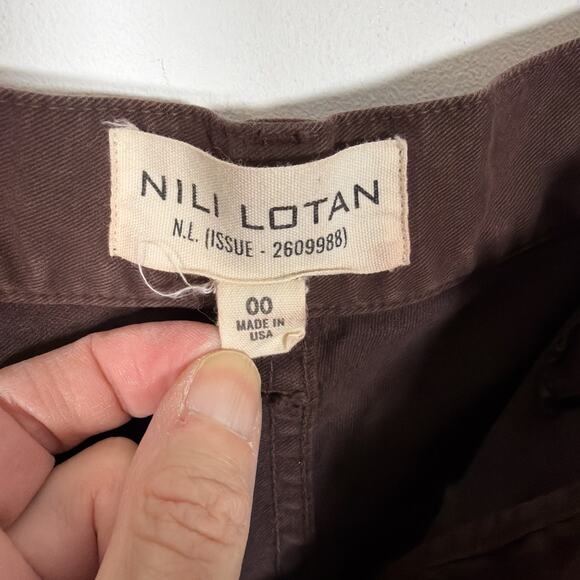 NILI LOTAN
N.L. (ISSUE - 2609988)
00
MADE IN
USA